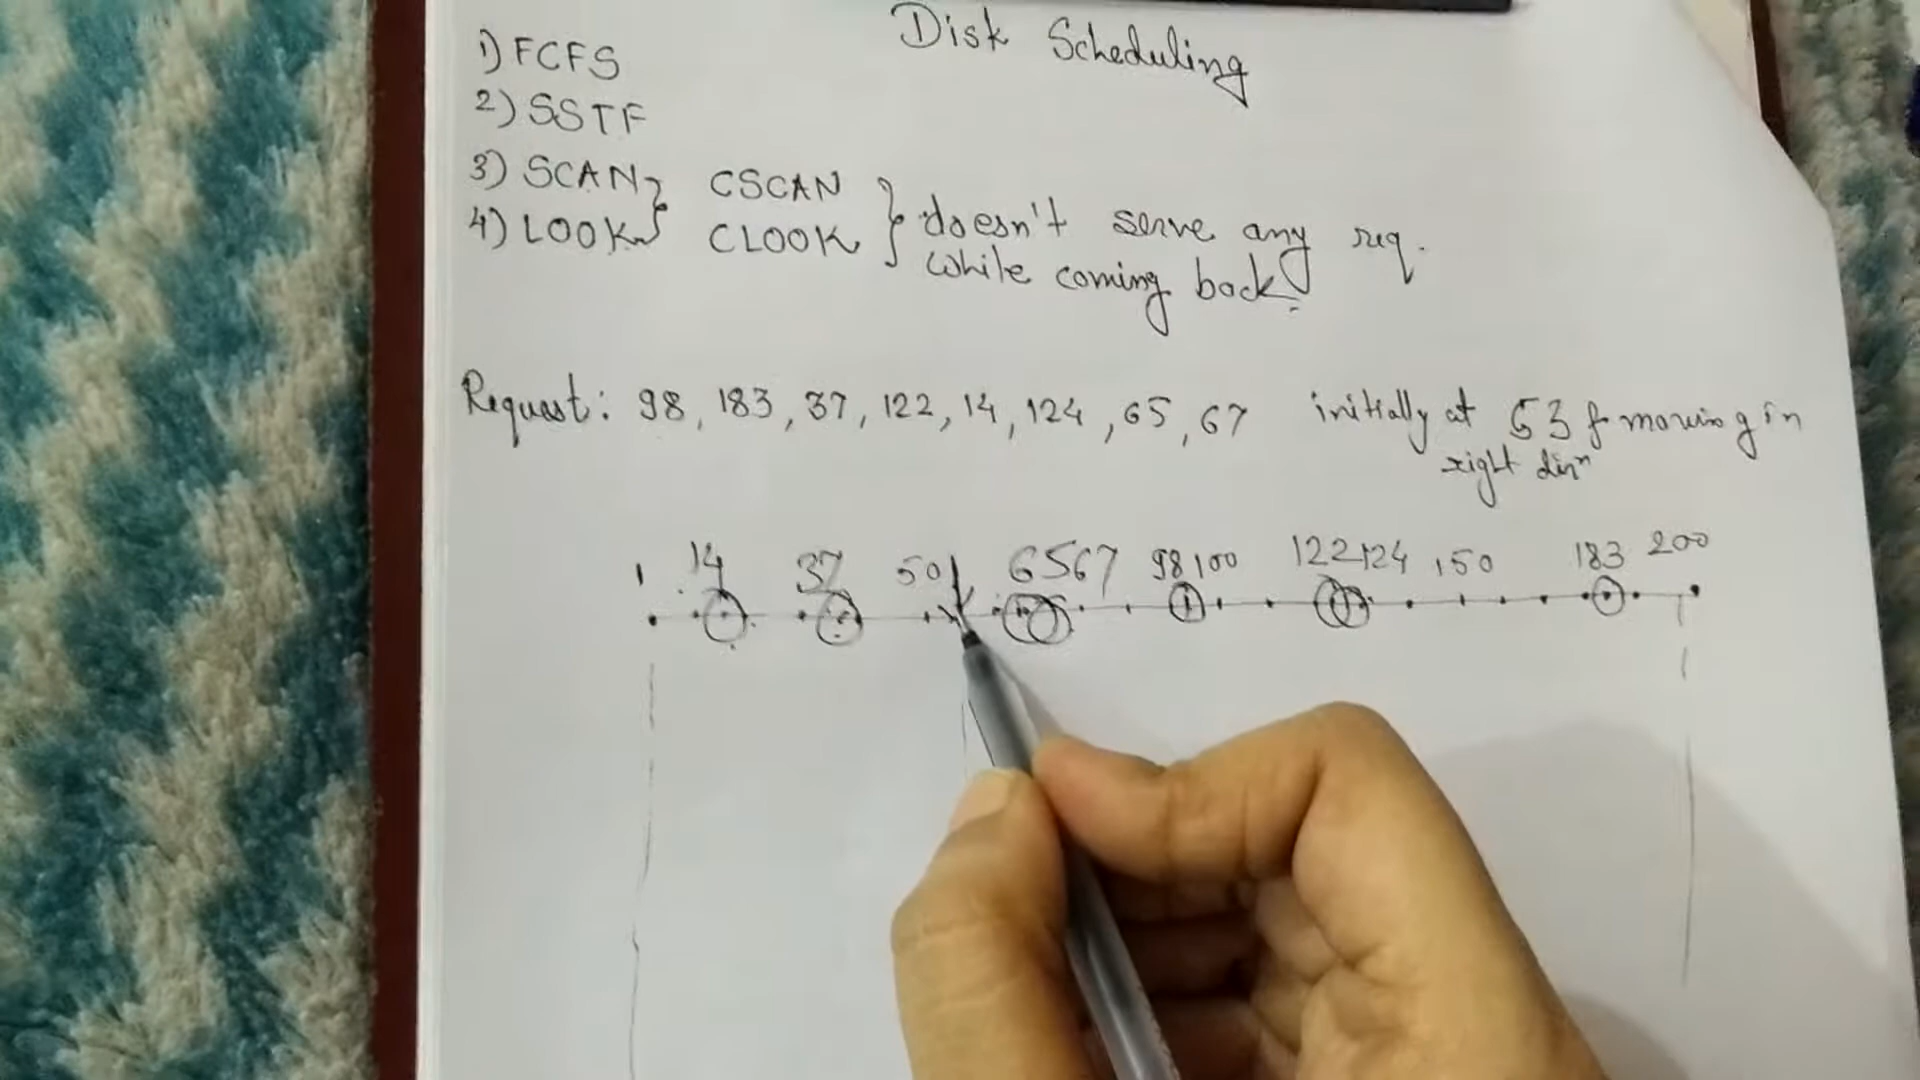 Disk Scheduling
1) FCFS
2) SSTF
3) SCAN } CSCAN
4) LOOK } CLOOK } doesn't serve any req.
while coming back.
Request: 98, 183, 37, 122, 14, 124, 65, 67 initially at 53 & moving in
right dirⁿ
1 14 37 50 65 67 98 100 122 124 150 183 200